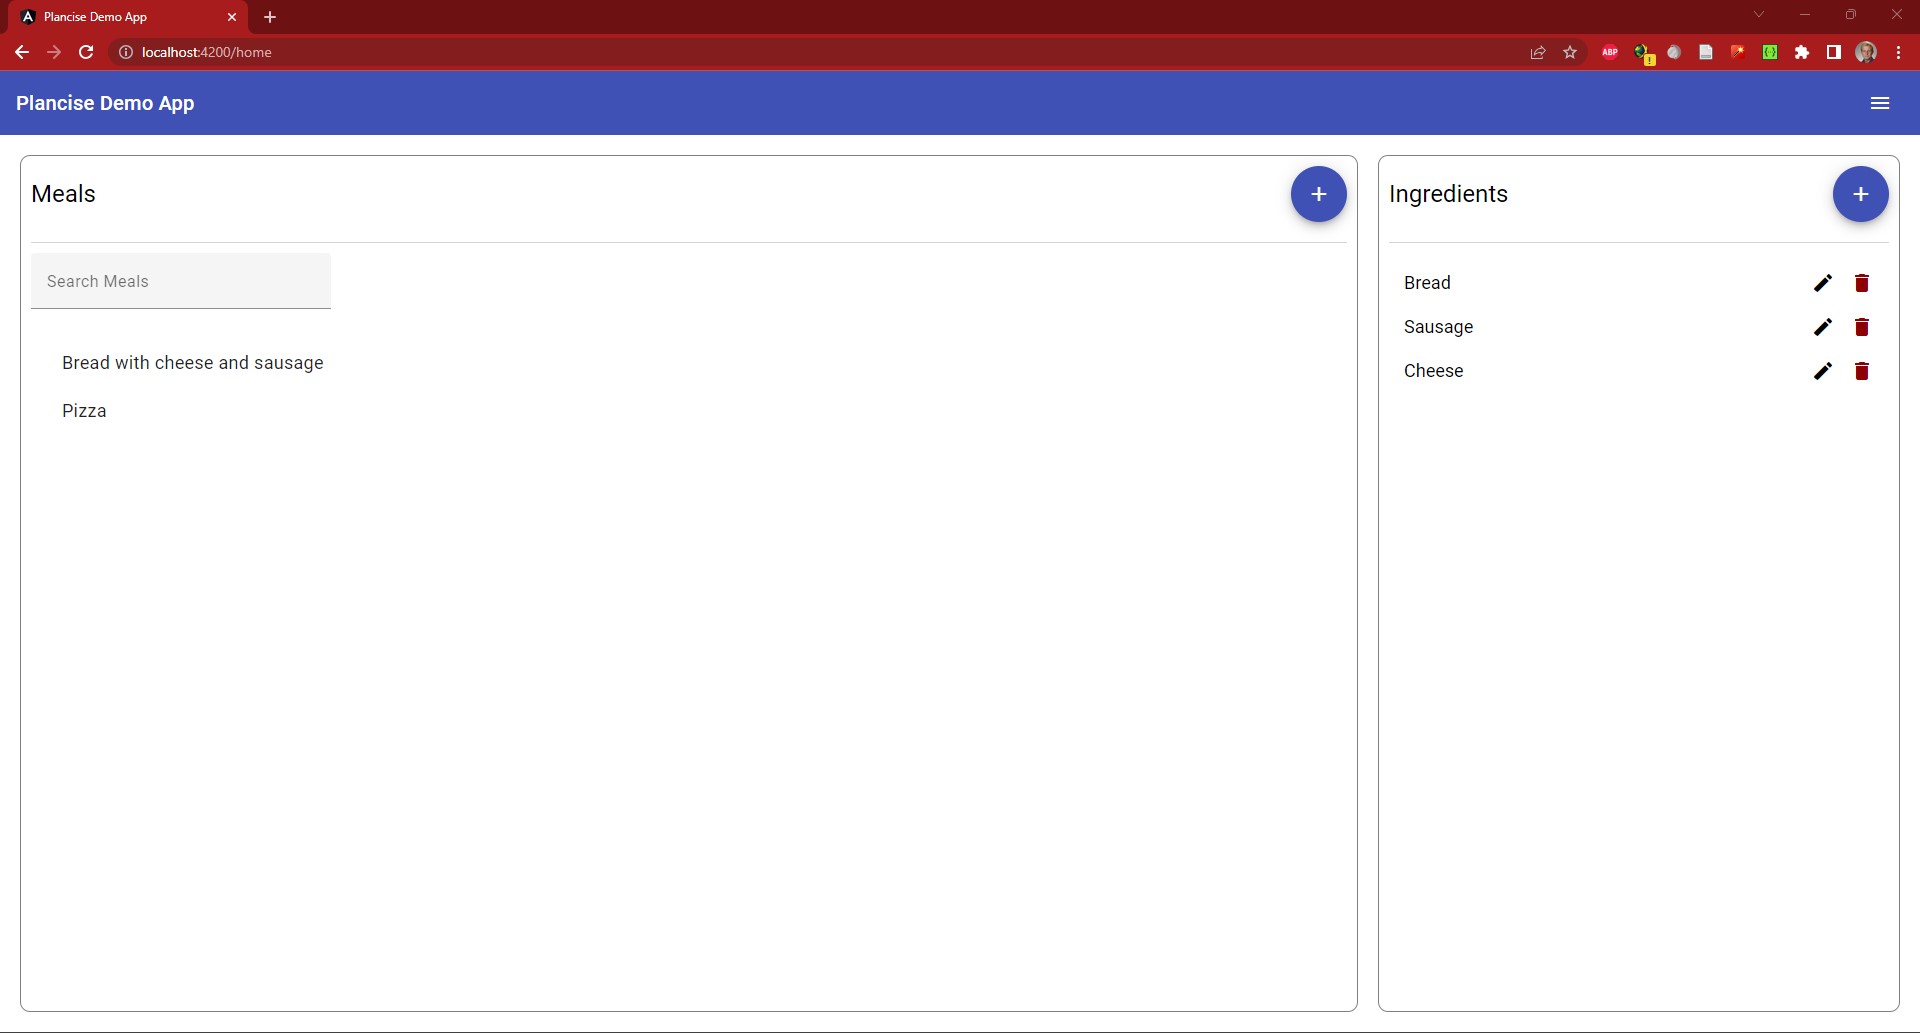 Plancise Demo App
localhost:4200/home
ABP
Plancise Demo App
Meals
Search Meals
Bread with cheese and sausage
Pizza
Ingredients
Bread
Sausage
Cheese